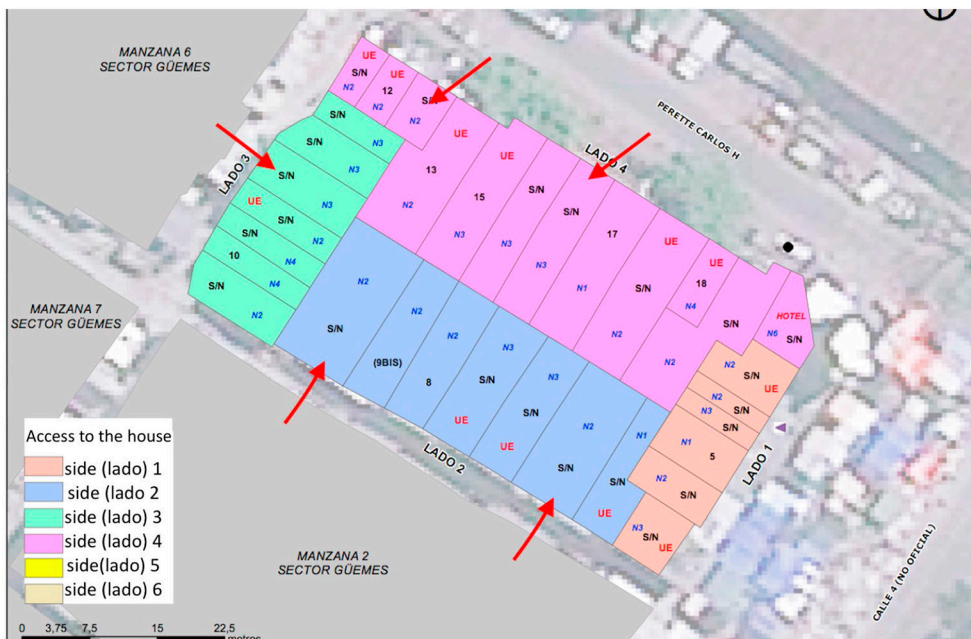 MANZANA 6
SECTOR GÜEMES
UE
S/N
N2
UE
12
N2
S/N
N2
UE
13
N2
UE
15
N3
S/N
N3
S/N
N3
17
N1
UE
S/N
N2
UE
18
N4
N2
S/N
HOTEL
N6
S/N
PERETTE CARLOS H
LADO 4
LADO 3
S/N
N3
S/N
N3
S/N
N3
UE
S/N
N2
S/N
N4
10
N4
S/N
N2
MANZANA 7
SECTOR GÜEMES
N2
S/N
N2
(9BIS)
N2
8
N3
S/N
UE
N3
S/N
UE
N2
S/N
N1
S/N
UE
N2
S/N
UE
N2
S/N
N3
S/N
N1
5
N2
S/N
N3
S/N
UE
LADO 2
LADO 1
CALLE 4 (NO OFICIAL)
MANZANA 2
SECTOR GÜEMES
Access to the house
side (lado) 1
side (lado 2
side (lado) 3
side (lado) 4
side(lado) 5
side (lado) 6
0 3,75 7,5 15 22,5
metros